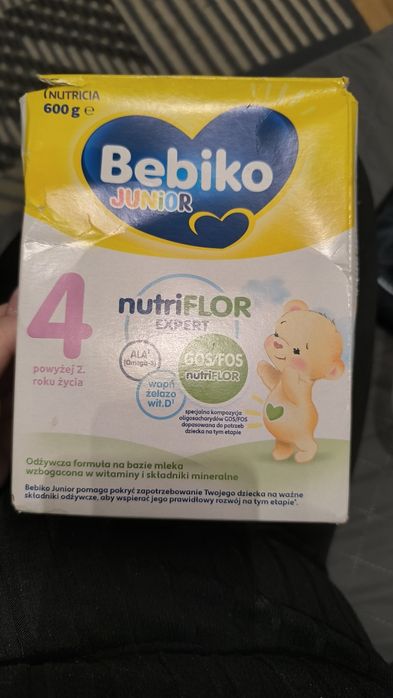 NUTRICIA
600 g e
Bebiko
JUNIOR
4
powyżej 2.
roku życia
nutriFLOR
EXPERT
ALA¹
(Omega-3)
GOS/FOS
nutriFLOR
wapń
żelazo
wit.D¹
specjalna kompozycja
oligosacharydów GOS/FOS
dopasowana do potrzeb
dziecka na tym etapie
Odżywcza formuła na bazie mleka
wzbogacona w witaminy i składniki mineralne
Bebiko Junior pomaga pokryć zapotrzebowanie Twojego dziecka na ważne
składniki odżywcze, aby wspierać jego prawidłowy rozwój na tym etapie*.